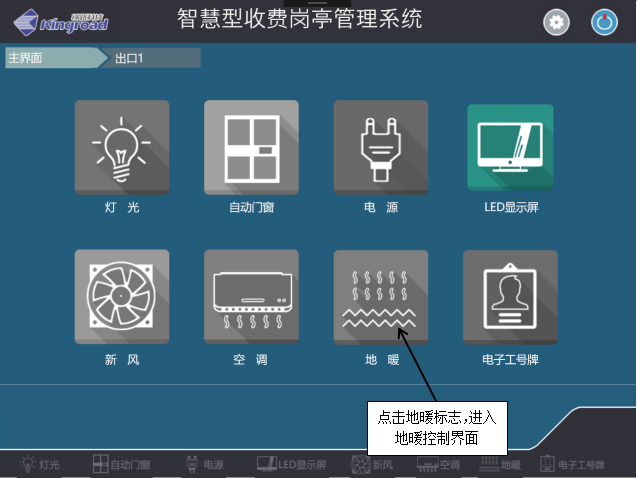 智慧型收费岗亭管理系统
Kingroad
主界面
出口1
灯 光
自动门窗
电 源
LED显示屏
新 风
空 调
地 暖
电子工号牌
点击地暖标志,进入
地暖控制界面
灯光
自动门窗
电源
LED显示屏
新风
空调
地暖
电子工号牌